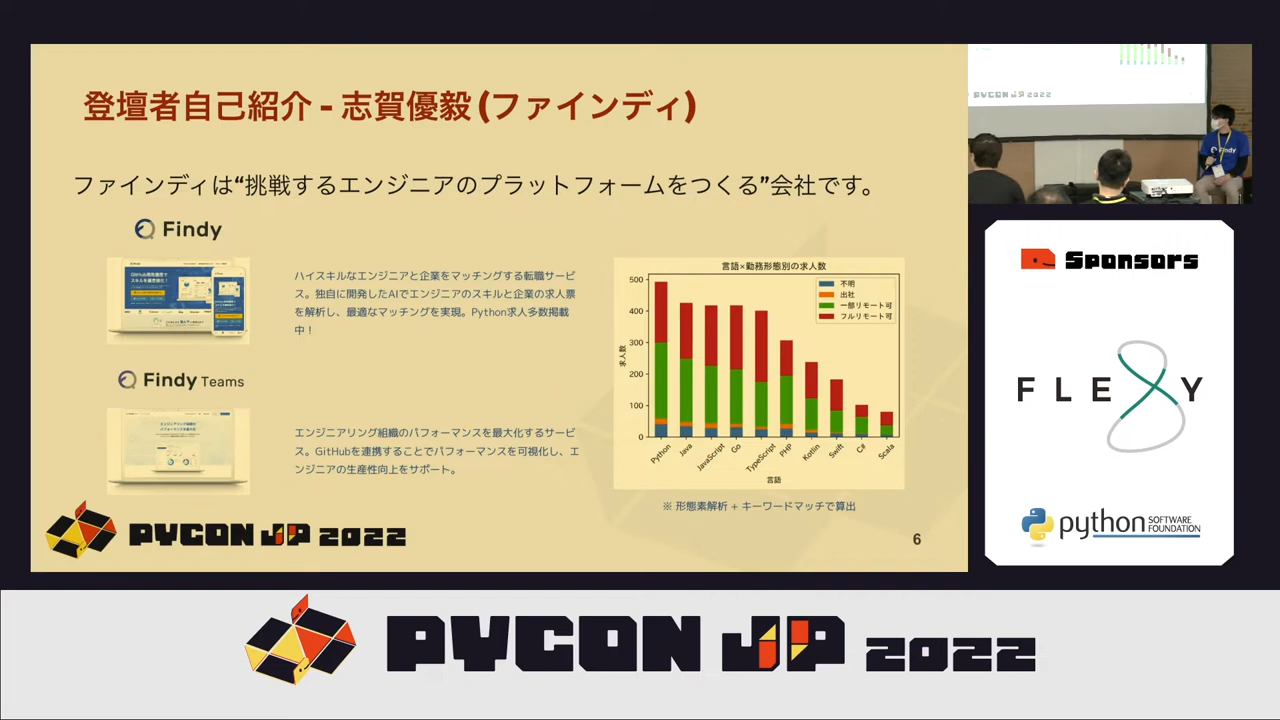 登壇者自己紹介 - 志賀優毅 (ファインディ)
ファインディは“挑戦するエンジニアのプラットフォームをつくる”会社です。
Findy
ハイスキルなエンジニアと企業をマッチングする転職サービ
ス。独自に開発したAIでエンジニアのスキルと企業の求人票
を解析し、最適なマッチングを実現。Python求人多数掲載
中！
Findy Teams
エンジニアリング組織のパフォーマンスを最大化するサービ
ス。GitHubを連携することでパフォーマンスを可視化し、エ
ンジニアの生産性向上をサポート。
言語×勤務形態別の求人数
不明
出社
一部リモート可
フルリモート可
求人数
500
400
300
200
100
0
Python
Java
JavaScript
Go
TypeScript
PHP
Kotlin
Swift
C#
Scala
言語
※ 形態素解析 + キーワードマッチで算出
PYCON JP 2022
6
PYCON JP 2022
Findy
Sponsors
FLEXY
python SOFTWARE
FOUNDATION
PYCON JP 2022